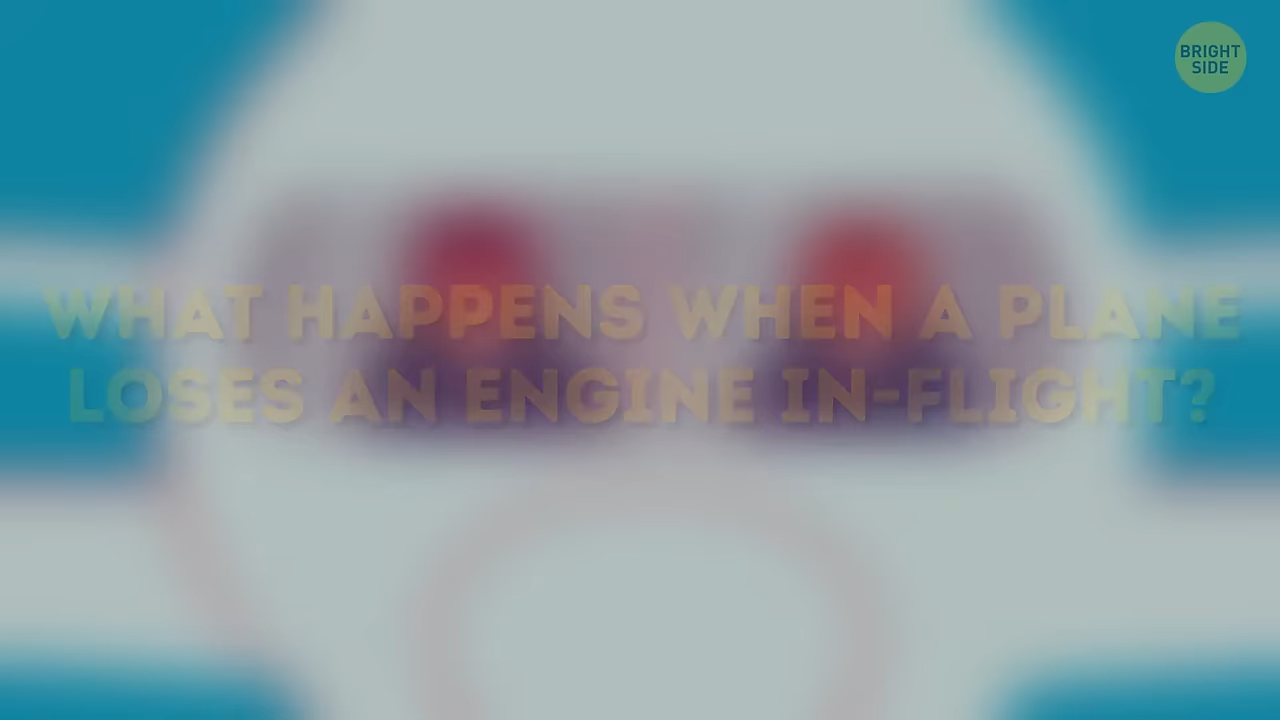 BRIGHT
SIDE
WHAT HAPPENS WHEN A PLANE
LOSES AN ENGINE IN-FLIGHT?